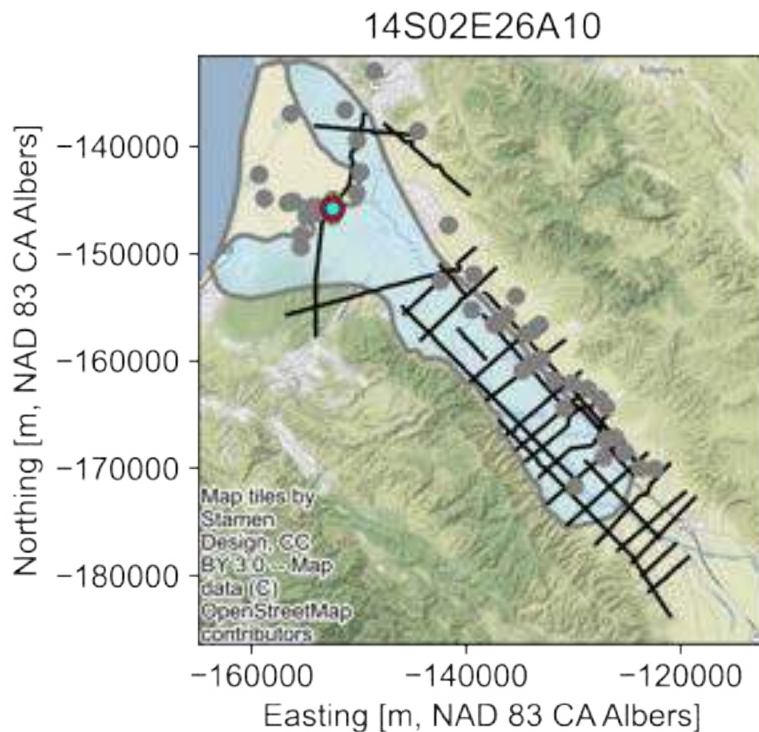 14S02E26A10
Northing [m, NAD 83 CA Albers]
−140000
−150000
−160000
−170000
−180000
Map tiles by
Stamen
Design, CC
BY 3.0 -- Map
data (C)
OpenStreetMap
contributors
−160000
−140000
−120000
Easting [m, NAD 83 CA Albers]